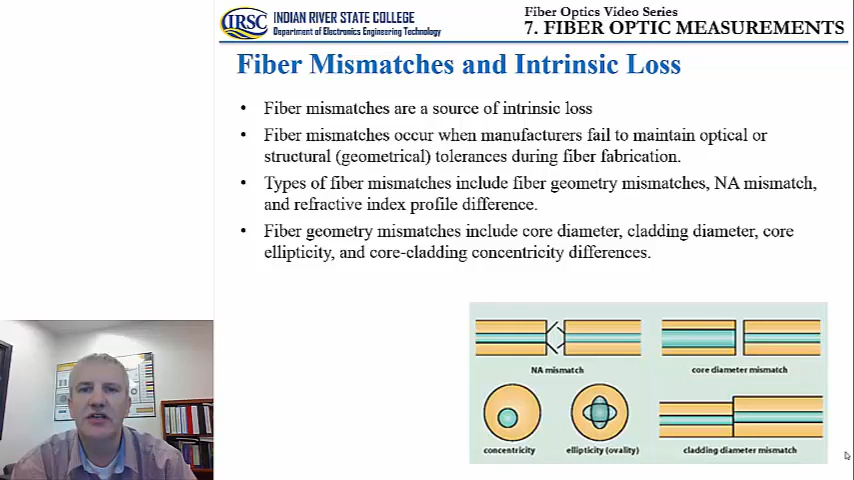 IRSC
INDIAN RIVER STATE COLLEGE
Department of Electronics Engineering Technology
Fiber Optics Video Series
7. FIBER OPTIC MEASUREMENTS
Fiber Mismatches and Intrinsic Loss
• Fiber mismatches are a source of intrinsic loss
• Fiber mismatches occur when manufacturers fail to maintain optical or
structural (geometrical) tolerances during fiber fabrication.
• Types of fiber mismatches include fiber geometry mismatches, NA mismatch,
and refractive index profile difference.
• Fiber geometry mismatches include core diameter, cladding diameter, core
ellipticity, and core-cladding concentricity differences.
NA mismatch
core diameter mismatch
concentricity
ellipticity (ovality)
cladding diameter mismatch